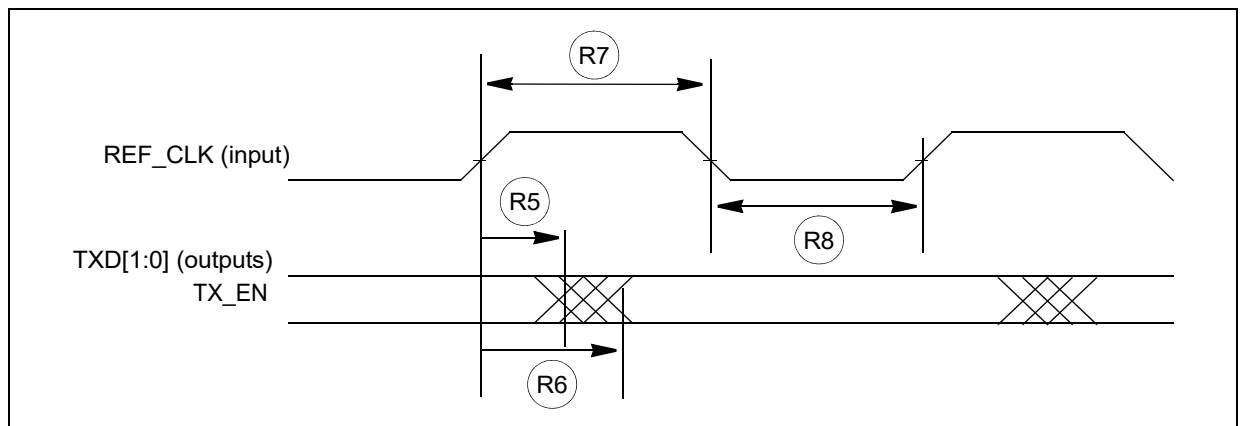 R7
REF_CLK (input)
R5
R8
TXD[1:0] (outputs)
TX_EN
R6